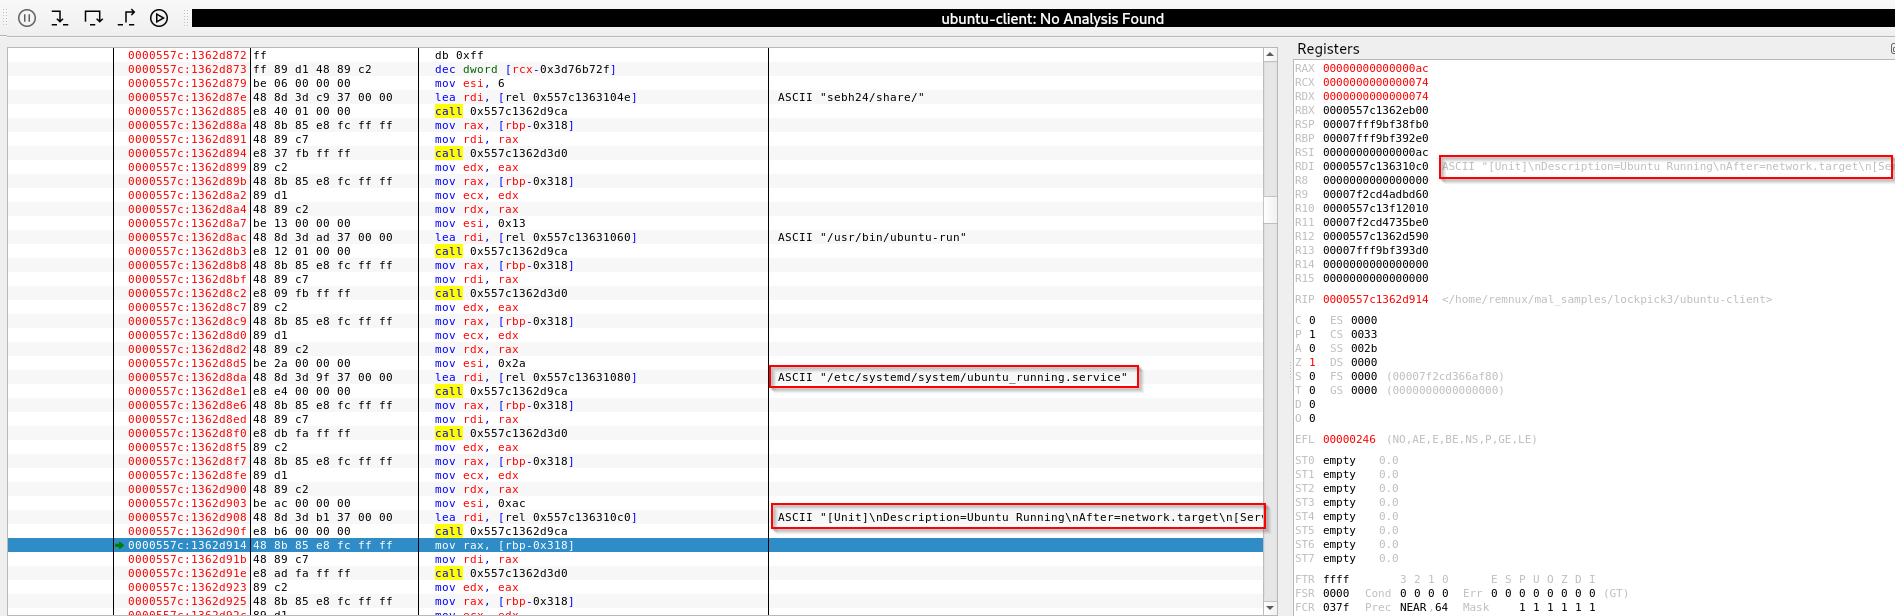 ubuntu-client: No Analysis Found
0000557c:1362d872 ff db 0xff
0000557c:1362d873 ff 89 d1 48 89 c2 dec dword [rcx-0x3d76b72f]
0000557c:1362d879 be 06 00 00 00 mov esi, 6
0000557c:1362d87e 48 8d 3d c9 37 00 00 lea rdi, [rel 0x557c1363104e] ASCII "sebh24/share/"
0000557c:1362d885 e8 40 01 00 00 call 0x557c1362d9ca
0000557c:1362d88a 48 8b 85 e8 fc ff ff mov rax, [rbp-0x318]
0000557c:1362d891 48 89 c7 mov rdi, rax
0000557c:1362d894 e8 37 fb ff ff call 0x557c1362d3d0
0000557c:1362d899 89 c2 mov edx, eax
0000557c:1362d89b 48 8b 85 e8 fc ff ff mov rax, [rbp-0x318]
0000557c:1362d8a2 89 d1 mov ecx, edx
0000557c:1362d8a4 48 89 c2 mov rdx, rax
0000557c:1362d8a7 be 13 00 00 00 mov esi, 0x13
0000557c:1362d8ac 48 8d 3d ad 37 00 00 lea rdi, [rel 0x557c13631060] ASCII "/usr/bin/ubuntu-run"
0000557c:1362d8b3 e8 12 01 00 00 call 0x557c1362d9ca
0000557c:1362d8b8 48 8b 85 e8 fc ff ff mov rax, [rbp-0x318]
0000557c:1362d8bf 48 89 c7 mov rdi, rax
0000557c:1362d8c2 e8 09 fb ff ff call 0x557c1362d3d0
0000557c:1362d8c7 89 c2 mov edx, eax
0000557c:1362d8c9 48 8b 85 e8 fc ff ff mov rax, [rbp-0x318]
0000557c:1362d8d0 89 d1 mov ecx, edx
0000557c:1362d8d2 48 89 c2 mov rdx, rax
0000557c:1362d8d5 be 2a 00 00 00 mov esi, 0x2a
0000557c:1362d8da 48 8d 3d 9f 37 00 00 lea rdi, [rel 0x557c13631080] ASCII "/etc/systemd/system/ubuntu_running.service"
0000557c:1362d8e1 e8 e4 00 00 00 call 0x557c1362d9ca
0000557c:1362d8e6 48 8b 85 e8 fc ff ff mov rax, [rbp-0x318]
0000557c:1362d8ed 48 89 c7 mov rdi, rax
0000557c:1362d8f0 e8 db fa ff ff call 0x557c1362d3d0
0000557c:1362d8f5 89 c2 mov edx, eax
0000557c:1362d8f7 48 8b 85 e8 fc ff ff mov rax, [rbp-0x318]
0000557c:1362d8fe 89 d1 mov ecx, edx
0000557c:1362d900 48 89 c2 mov rdx, rax
0000557c:1362d903 be ac 00 00 00 mov esi, 0xac
0000557c:1362d908 48 8d 3d b1 37 00 00 lea rdi, [rel 0x557c136310c0] ASCII "[Unit]\nDescription=Ubuntu Running\nAfter=network.target\n[Ser
0000557c:1362d90f e8 b6 00 00 00 call 0x557c1362d9ca
0000557c:1362d914 48 8b 85 e8 fc ff ff mov rax, [rbp-0x318]
0000557c:1362d91b 48 89 c7 mov rdi, rax
0000557c:1362d91e e8 ad fa ff ff call 0x557c1362d3d0
0000557c:1362d923 89 c2 mov edx, eax
0000557c:1362d925 48 8b 85 e8 fc ff ff mov rax, [rbp-0x318]
Registers
RAX 00000000000000ac
RCX 0000000000000074
RDX 0000000000000074
RBX 0000557c1362eb00
RSP 00007fff9bf38fb0
RBP 00007fff9bf392e0
RSI 00000000000000ac
RDI 0000557c136310c0 ASCII "[Unit]\nDescription=Ubuntu Running\nAfter=network.target\n[Se
R8 0000000000000000
R9 00007f2cd4adbd60
R10 0000557c13f12010
R11 00007f2cd4735be0
R12 0000557c1362d590
R13 00007fff9bf393d0
R14 0000000000000000
R15 0000000000000000
RIP 0000557c1362d914 </home/remnux/mal_samples/lockpick3/ubuntu-client>
C 0 ES 0000
P 1 CS 0033
A 0 SS 002b
Z 1 DS 0000
S 0 FS 0000 (00007f2cd366af80)
T 0 GS 0000 (0000000000000000)
D 0
O 0
EFL 00000246 (NO,AE,E,BE,NS,P,GE,LE)
ST0 empty 0.0
ST1 empty 0.0
ST2 empty 0.0
ST3 empty 0.0
ST4 empty 0.0
ST5 empty 0.0
ST6 empty 0.0
ST7 empty 0.0
FTR ffff 3 2 1 0 E S P U O Z D I
FSR 0000 Cond 0 0 0 0 Err 0 0 0 0 0 0 0 0 (GT)
FCR 037f Prec NEAR,64 Mask 1 1 1 1 1 1